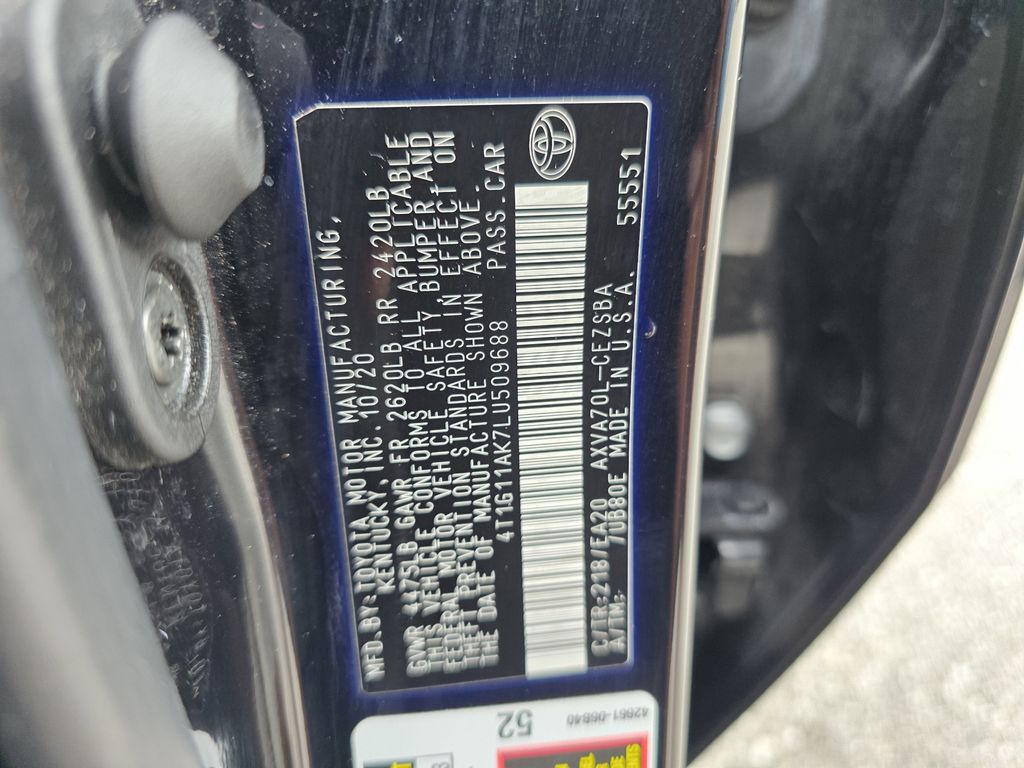 MFD.BY:TOYOTA MOTOR MANUFACTURING,
KENTUCKY, INC. 10/20
GVWR 4475LB GAWR FR 2620LB RR 2420LB
THIS VEHICLE CONFORMS TO ALL APPLICABLE
FEDERAL MOTOR VEHICLE SAFETY, BUMPER, AND
THEFT PREVENTION STANDARDS IN EFFECT ON
THE DATE OF MANUFACTURE SHOWN ABOVE.
4T1G11AK7LU509688 PASS.CAR
C/TR:218/EA20 AXVA70L-CEZSBA
A/TM: /UB80E MADE IN U.S.A. 55551
52
42661-06B40